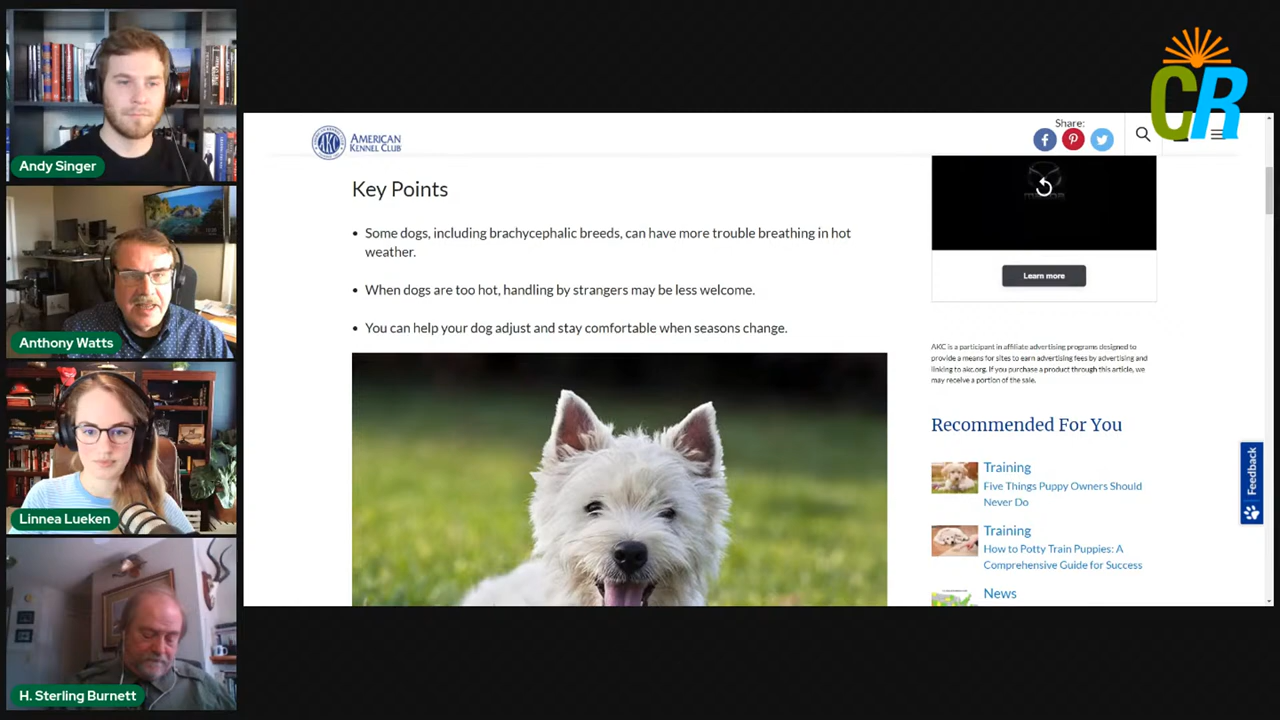 Andy Singer
Anthony Watts
Linnea Lueken
H. Sterling Burnett
CR
AKC
AMERICAN
KENNEL CLUB
Share:
Key Points
• Some dogs, including brachycephalic breeds, can have more trouble breathing in hot
weather.
• When dogs are too hot, handling by strangers may be less welcome.
• You can help your dog adjust and stay comfortable when seasons change.
Learn more
AKC is a participant in affiliate advertising programs designed to
provide a means for sites to earn advertising fees by advertising and
linking to akc.org. If you purchase a product through this article, we
may receive a portion of the sale.
Recommended For You
Training
Five Things Puppy Owners Should
Never Do
Training
How to Potty Train Puppies: A
Comprehensive Guide for Success
News
Feedback